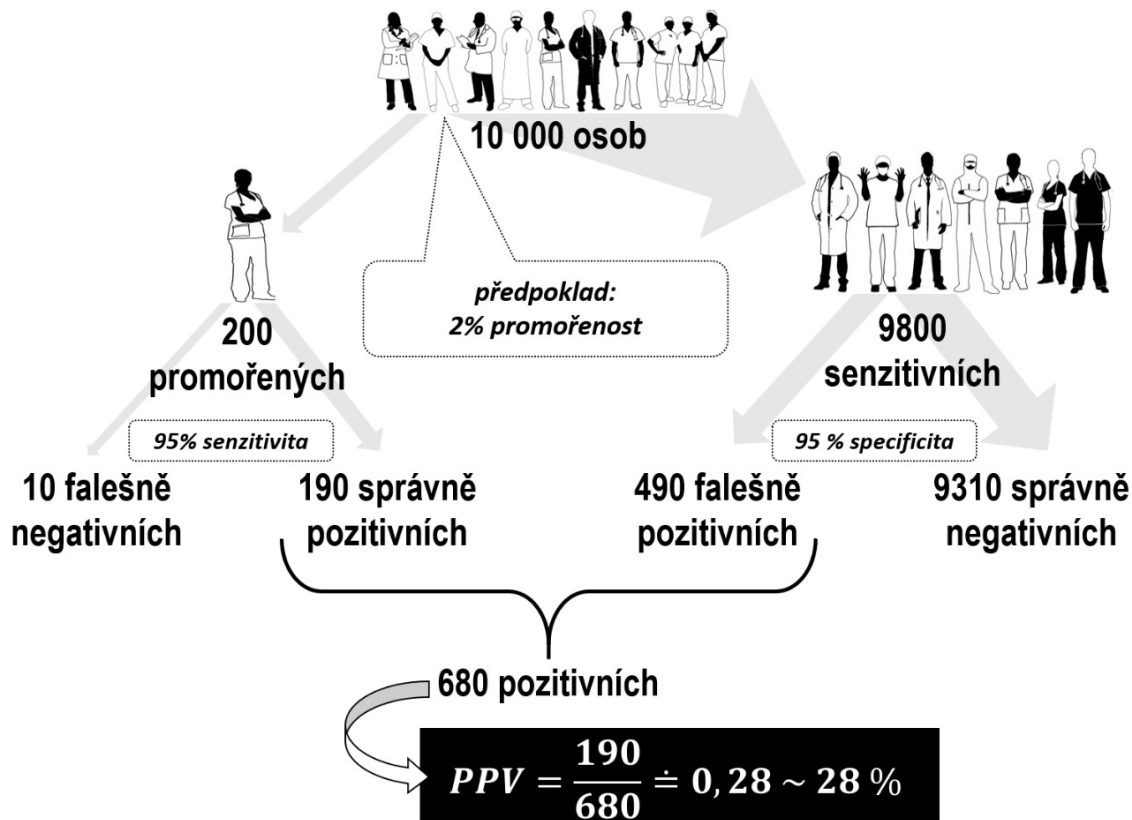 10 000 osob
předpoklad:
2% promořenost
200
promořených
9800
senzitivních
95% senzitivita
95 % specificita
10 falešně
negativních
190 správně
pozitivních
490 falešně
pozitivních
9310 správně
negativních
680 pozitivních
PPV = 190/680 ≐ 0,28 ~ 28 %